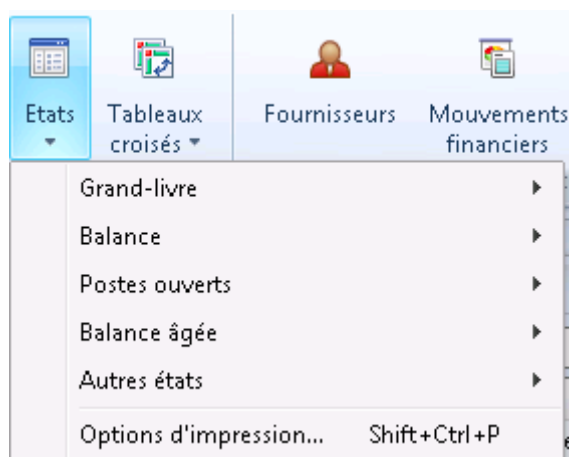 Etats
Tableaux croisés
Fournisseurs
Mouvements financiers
Grand-livre
Balance
Postes ouverts
Balance âgée
Autres états
Options d'impression... Shift+Ctrl+P